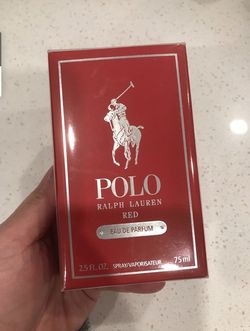 POLO
RALPH LAUREN
RED
EAU DE PARFUM
2.5 FL.OZ. SPRAY/VAPORISATEUR 75 ml